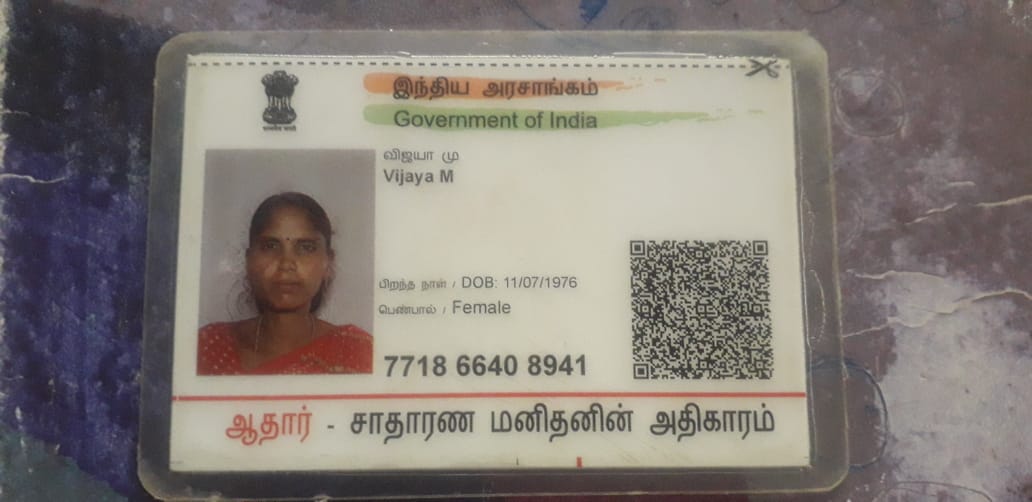 இந்திய அரசாங்கம்
Government of India
விஜயா மு
Vijaya M
பிறந்த நாள் / DOB: 11/07/1976
பெண்பால் / Female
7718 6640 8941
ஆதார் - சாதாரண மனிதனின் அதிகாரம்